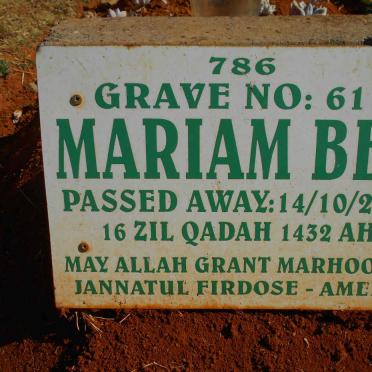 786
GRAVE NO: 61
MARIAM BE
PASSED AWAY: 14/10/2
16 ZIL QADAH 1432 AH
MAY ALLAH GRANT MARHOO
JANNATUL FIRDOSE - AME